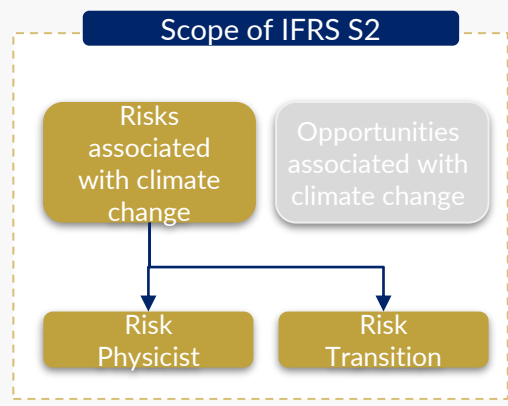 Scope of IFRS S2
Risks
associated
with climate
change
Opportunities
associated with
climate change
Risk
Physicist
Risk
Transition